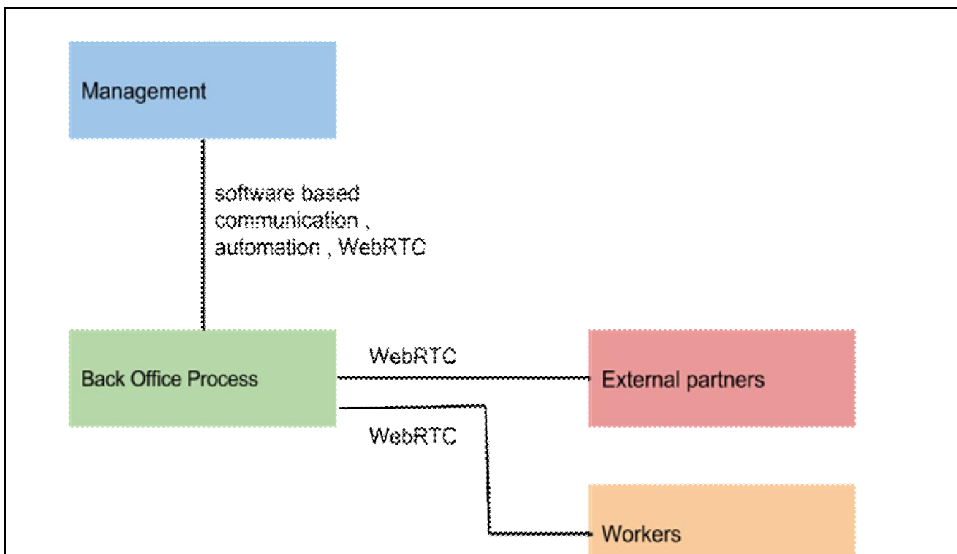 Management
software based
communication ,
automation , WebRTC
Back Office Process
WebRTC
External partners
WebRTC
Workers